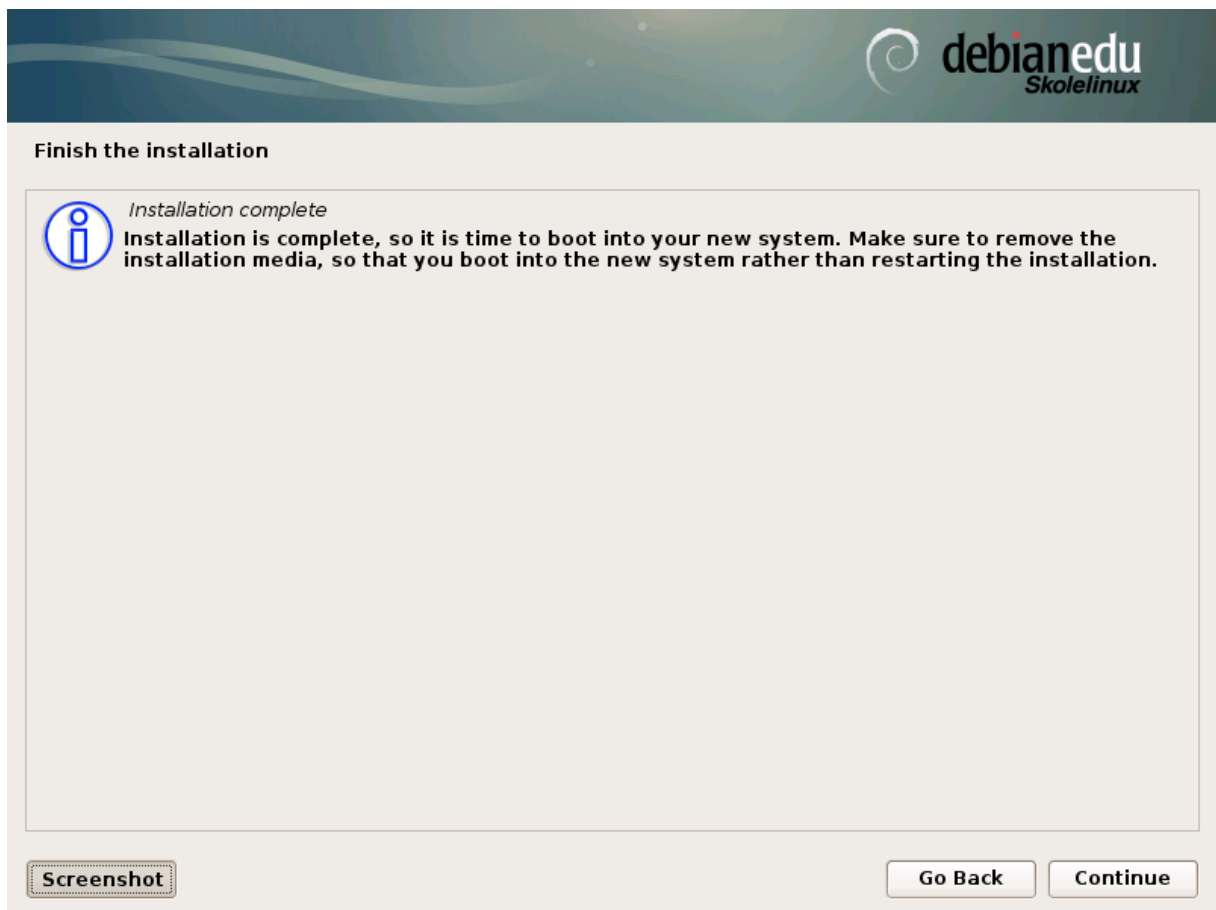 debianedu
Skolelinux
Finish the installation
Installation complete
Installation is complete, so it is time to boot into your new system. Make sure to remove the
installation media, so that you boot into the new system rather than restarting the installation.
Screenshot
Go Back
Continue